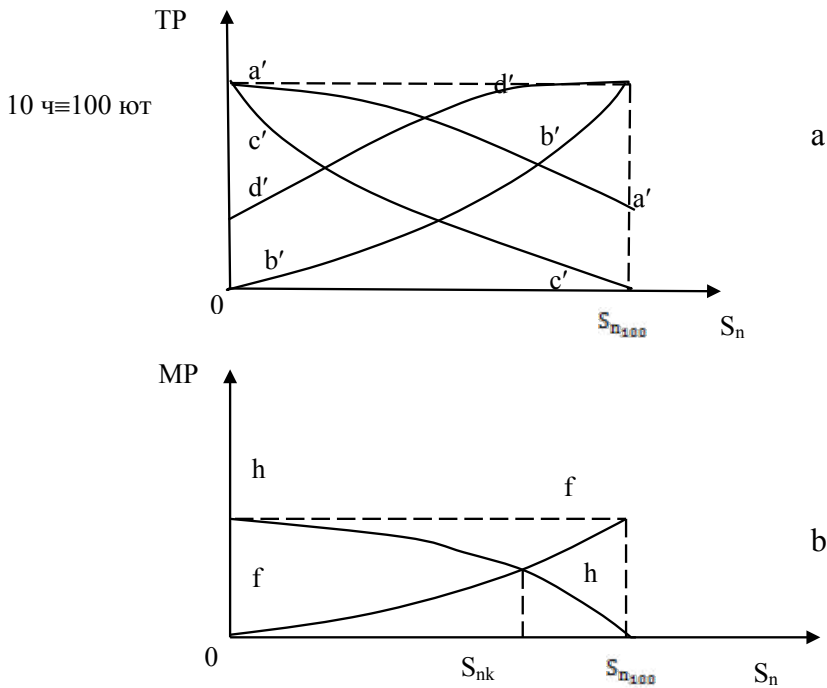 TP
a′
d′
10 ч≡100 ют
c′
b′
a
d′
a′
b′
c′
0
Sn100
Sn
MP
h
f
b
f
h
0
Snk
Sn100
Sn